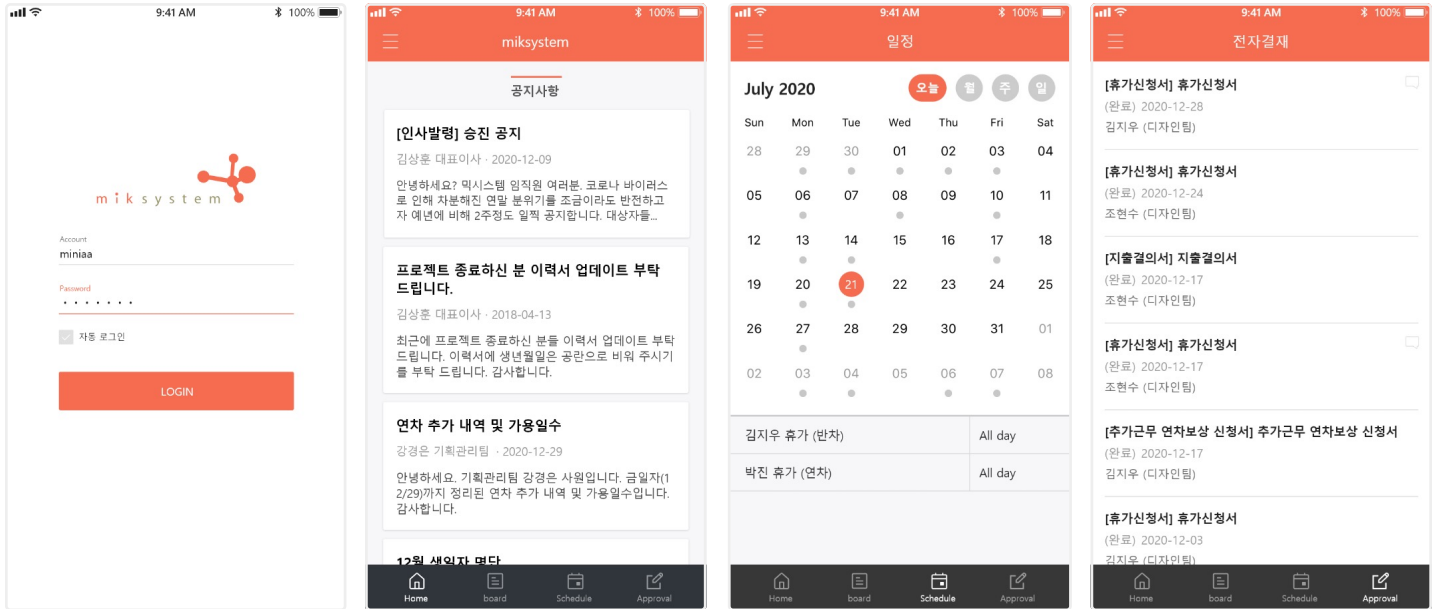 9:41 AM
100%
miksystem
Account
miniaa
Password
자동 로그인
LOGIN
9:41 AM
100%
miksystem
공지사항
[인사발령] 승진 공지
김상훈 대표이사 · 2020-12-09
안녕하세요? 믹시스템 임직원 여러분. 코로나 바이러스
로 인해 차분해진 연말 분위기를 조금이라도 반전하고
자 예년에 비해 2주정도 일찍 공지합니다. 대상자들...
프로젝트 종료하신 분 이력서 업데이트 부탁
드립니다.
김상훈 대표이사 · 2018-04-13
최근에 프로젝트 종료하신 분들 이력서 업데이트 부탁
드립니다. 이력서에 생년월일은 공란으로 비워 주시기
를 부탁 드립니다. 감사합니다.
연차 추가 내역 및 가용일수
강경은 기획관리팀 · 2020-12-29
안녕하세요. 기획관리팀 강경은 사원입니다. 금일자(1
2/29)까지 정리된 연차 추가 내역 및 가용일수입니다.
감사합니다.
12월 생일자 명단
Home board Schedule Approval
9:41 AM
100%
일정
July 2020
오늘 월 주 일
Sun Mon Tue Wed Thu Fri Sat
28 29 30 01 02 03 04
05 06 07 08 09 10 11
12 13 14 15 16 17 18
19 20 21 22 23 24 25
26 27 28 29 30 31 01
02 03 04 05 06 07 08
김지우 휴가 (반차) All day
박진 휴가 (연차) All day
Home board Schedule Approval
9:41 AM
100%
전자결재
[휴가신청서] 휴가신청서
(완료) 2020-12-28
김지우 (디자인팀)
[휴가신청서] 휴가신청서
(완료) 2020-12-24
조현수 (디자인팀)
[지출결의서] 지출결의서
(완료) 2020-12-17
조현수 (디자인팀)
[휴가신청서] 휴가신청서
(완료) 2020-12-17
조현수 (디자인팀)
[추가근무 연차보상 신청서] 추가근무 연차보상 신청서
(완료) 2020-12-17
김지우 (디자인팀)
[휴가신청서] 휴가신청서
(완료) 2020-12-03
김지우 (디자인팀)
Home board Schedule Approval